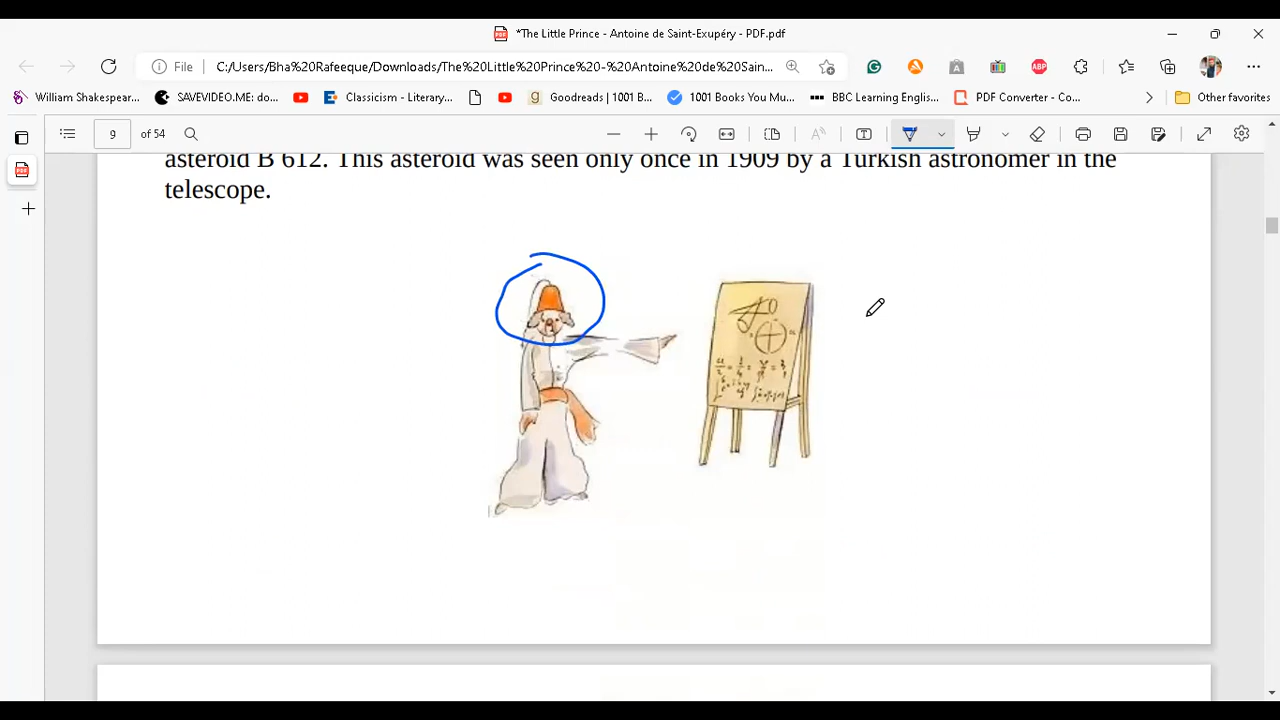 *The Little Prince - Antoine de Saint-Exupéry - PDF.pdf
File C:/Users/Bha%20Rafeeque/Downloads/The%20Little%20Prince%20-%20Antoine%20de%20Sain...
William Shakespear... SAVEVIDEO.ME: do... Classicism - Literary... Goodreads | 1001 B... 1001 Books You Mu... BBC Learning Englis... PDF Converter - Co... Other favorites
9 of 54
asteroid B 612. This asteroid was seen only once in 1909 by a Turkish astronomer in the
telescope.